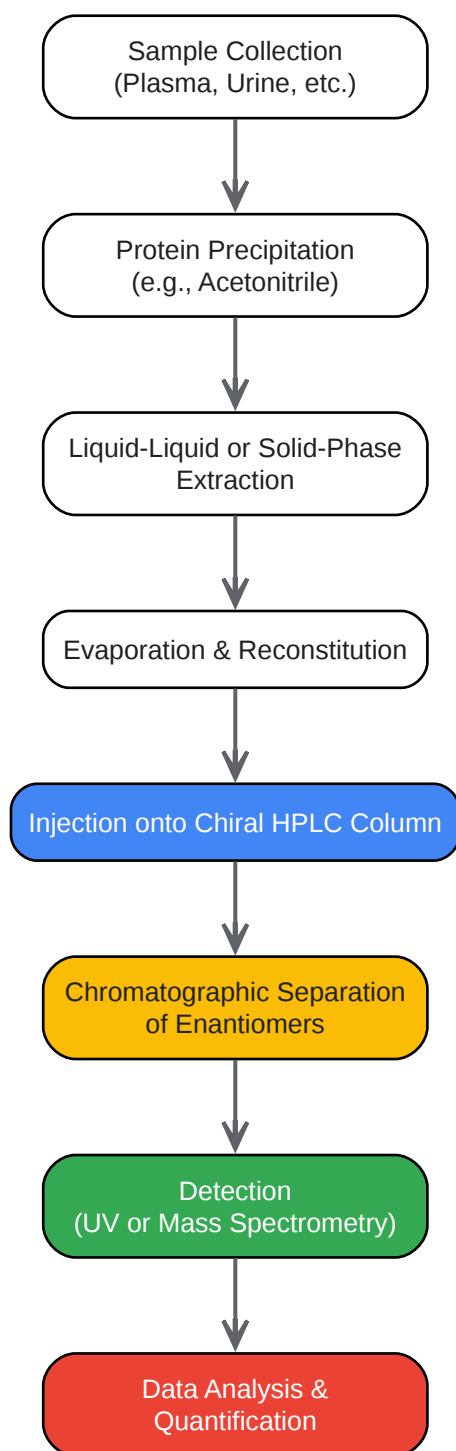 Sample Collection
(Plasma, Urine, etc.)
Protein Precipitation
(e.g., Acetonitrile)
Liquid-Liquid or Solid-Phase
Extraction
Evaporation & Reconstitution
Injection onto Chiral HPLC Column
Chromatographic Separation
of Enantiomers
Detection
(UV or Mass Spectrometry)
Data Analysis &
Quantification